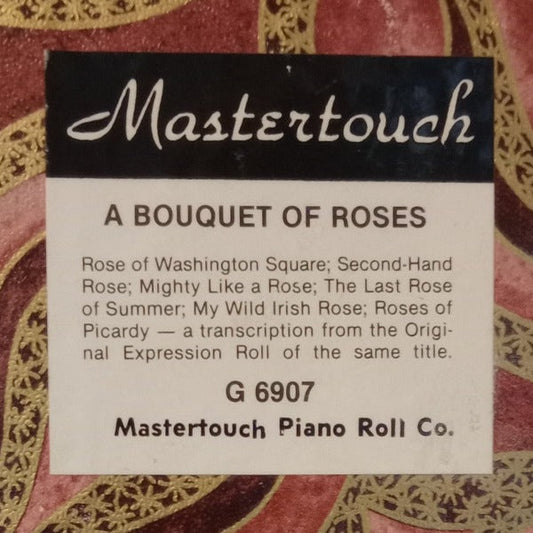 Mastertouch
A BOUQUET OF ROSES
Rose of Washington Square; Second-Hand
Rose; Mighty Like a Rose; The Last Rose
of Summer; My Wild Irish Rose; Roses of
Picardy — a transcription from the Origi-
nal Expression Roll of the same title.
G 6907
Mastertouch Piano Roll Co.